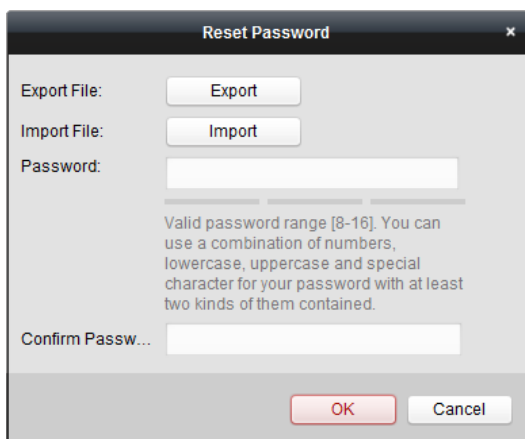 Reset Password ×
Export File: Export
Import File: Import
Password:
Valid password range [8-16]. You can
use a combination of numbers,
lowercase, uppercase and special
character for your password with at least
two kinds of them contained.
Confirm Passw...
OK Cancel